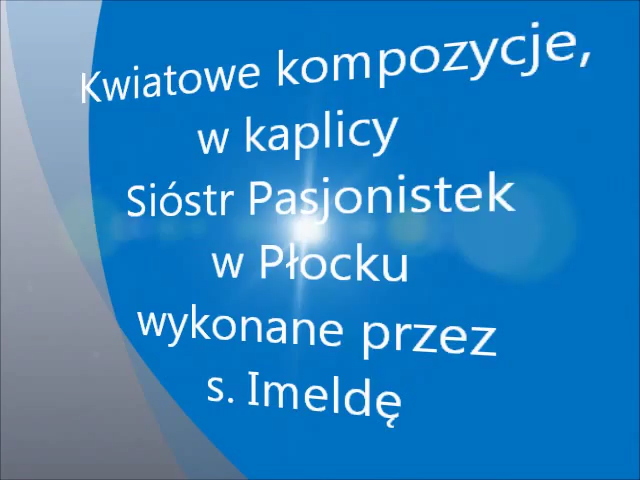 Kwiatowe kompozycje,
w kaplicy
Sióstr Pasjonistek
w Płocku
wykonane przez
s. Imeldę